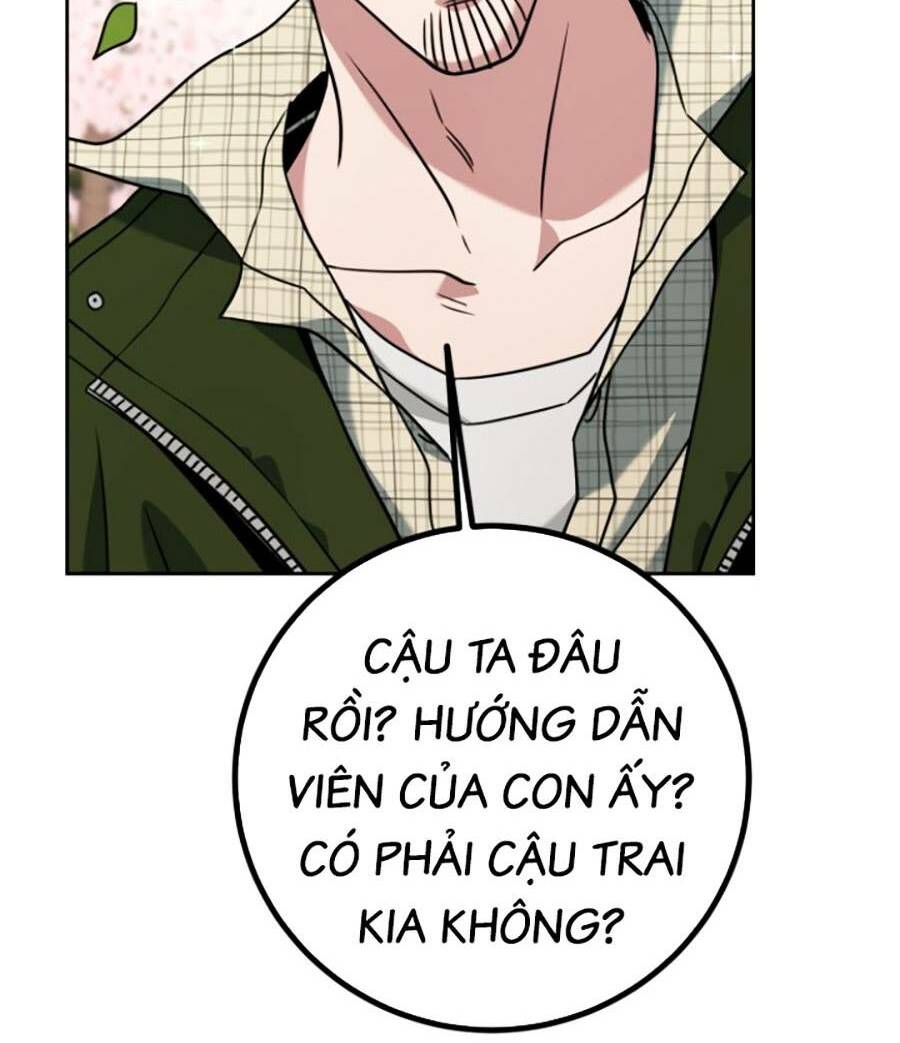 CẬU TA ĐÂU
RỒI? HƯỚNG DẪN
VIÊN CỦA CON ẤY?
CÓ PHẢI CẬU TRAI
KIA KHÔNG?